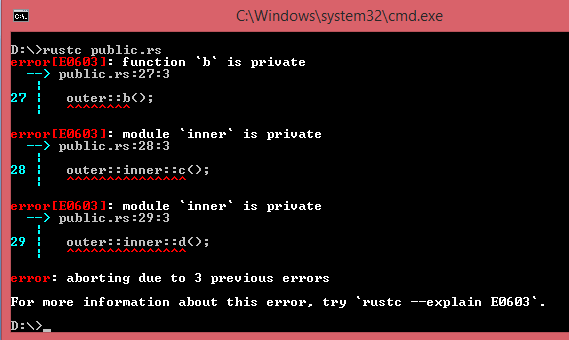 C:\Windows\system32\cmd.exe
D:\>rustc public.rs
error[E0603]: function `b` is private
--> public.rs:27:3
|
27 | outer::b();
| ^^^^^^^^
error[E0603]: module `inner` is private
--> public.rs:28:3
|
28 | outer::inner::c();
| ^^^^^^^^^^^^^^^
error[E0603]: module `inner` is private
--> public.rs:29:3
|
29 | outer::inner::d();
| ^^^^^^^^^^^^^^^
error: aborting due to 3 previous errors
For more information about this error, try `rustc --explain E0603`.
D:\>_